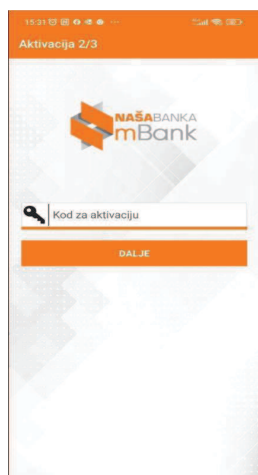 15:31
Aktivacija 2/3
NAŠABANKA
mBank
Kod za aktivaciju
DALJE